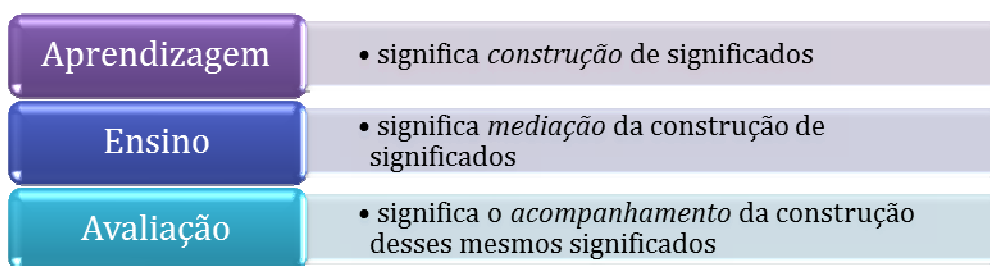 Aprendizagem
• significa construção de significados
Ensino
• significa mediação da construção de
significados
Avaliação
• significa o acompanhamento da construção
desses mesmos significados